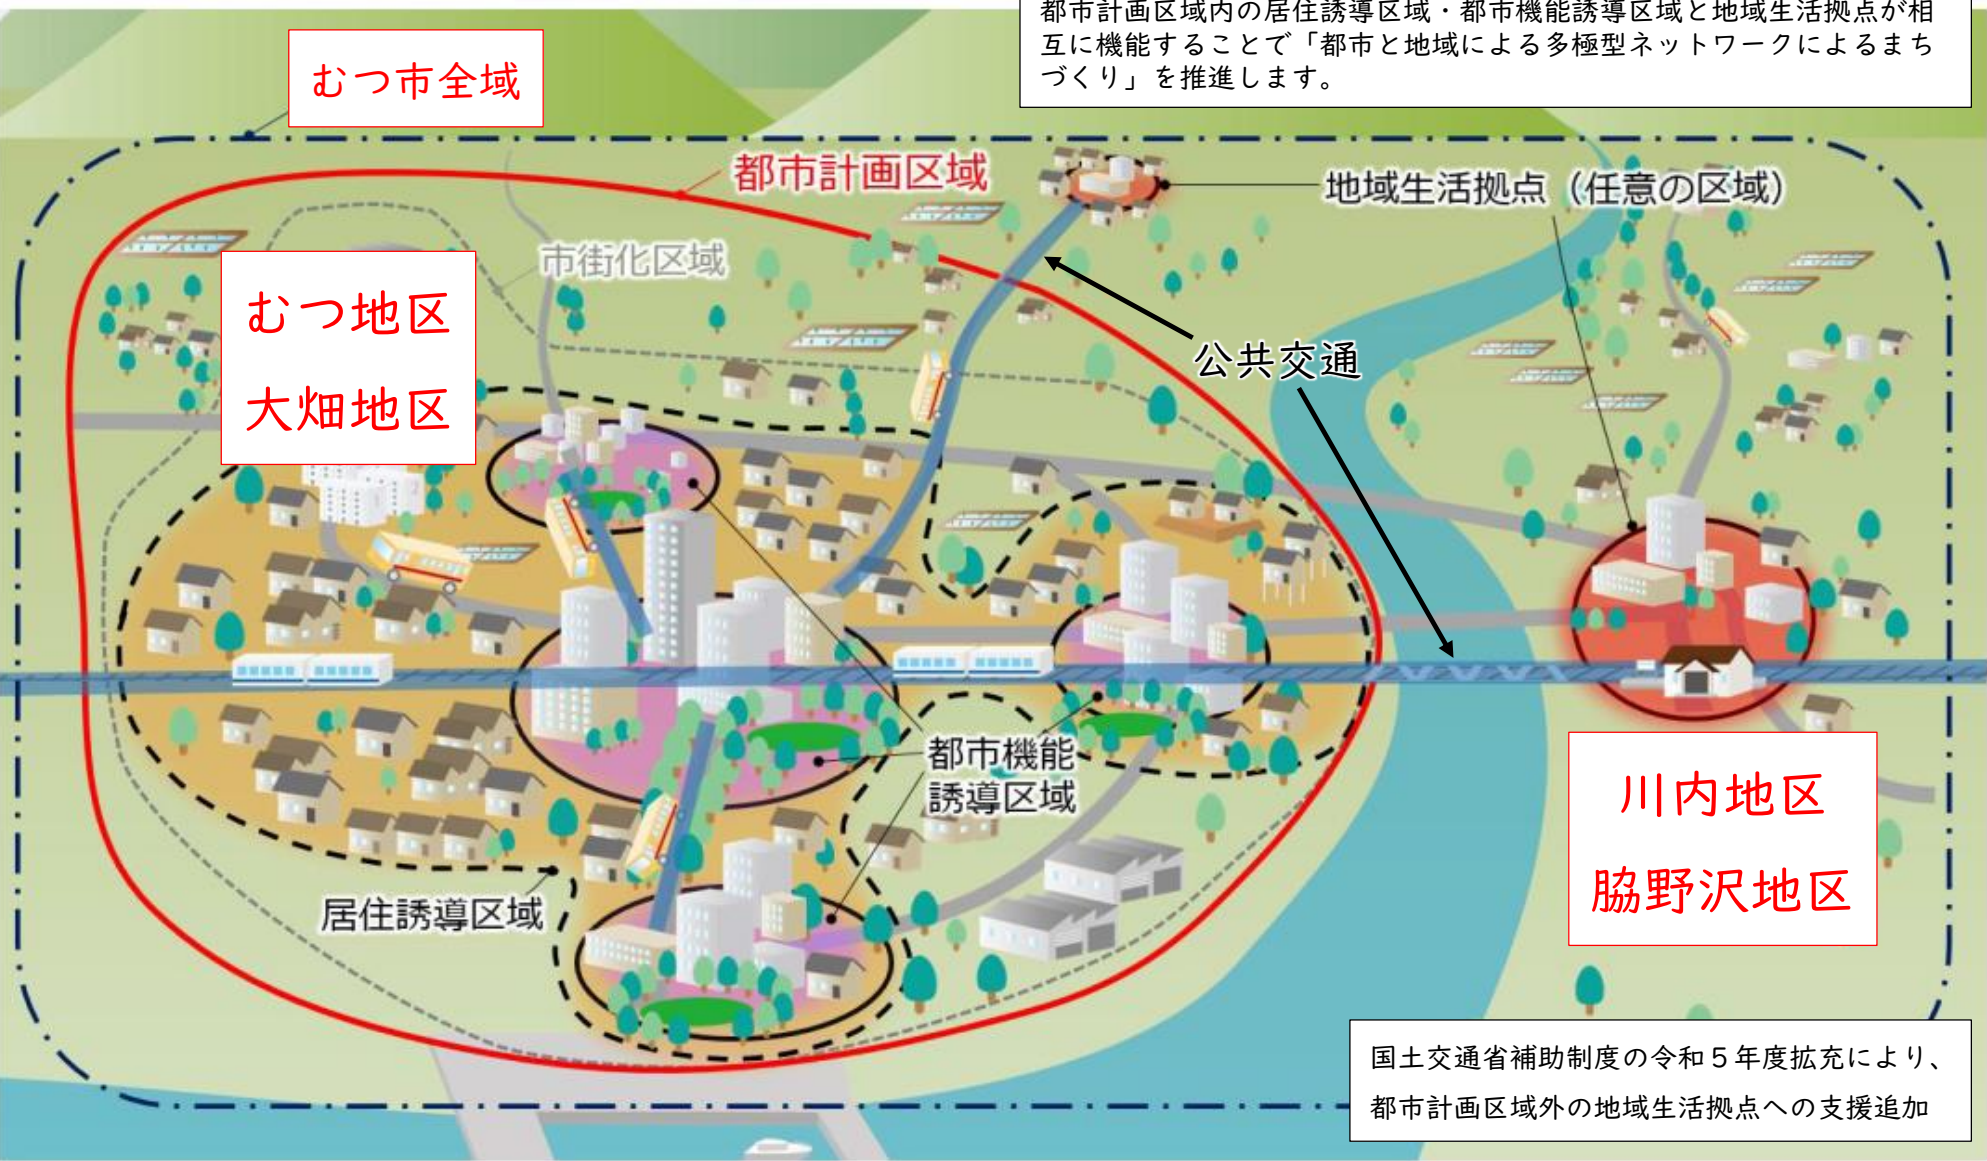 都市計画区域内の居住誘導区域・都市機能誘導区域と地域生活拠点が相
互に機能することで「都市と地域による多極型ネットワークによるまち
づくり」を推進します。
むつ市全域
都市計画区域
地域生活拠点（任意の区域）
市街化区域
むつ地区
大畑地区
公共交通
都市機能
誘導区域
川内地区
脇野沢地区
居住誘導区域
国土交通省補助制度の令和５年度拡充により、
都市計画区域外の地域生活拠点への支援追加